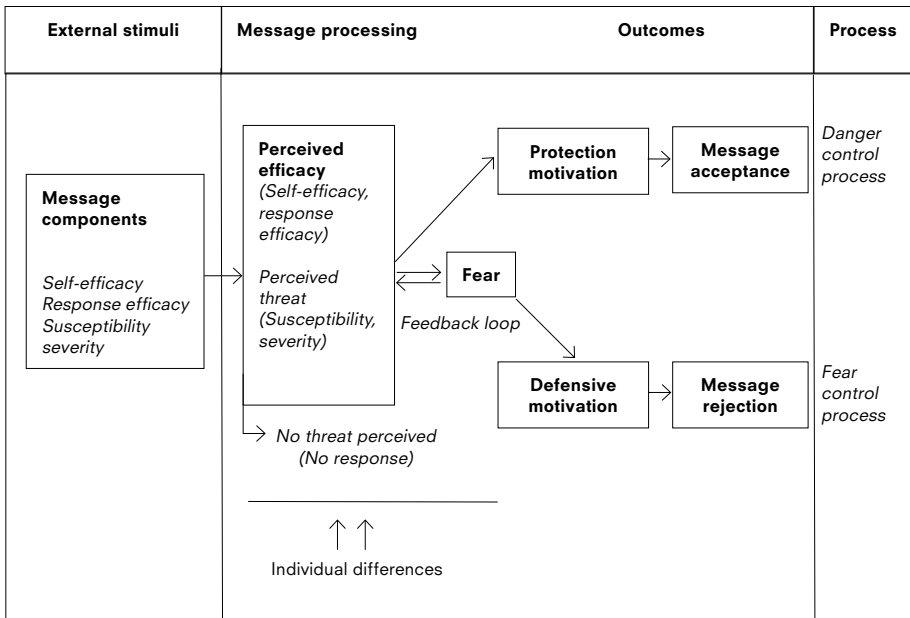 External stimuli
Message processing
Outcomes
Process
Message
components
Self-efficacy
Response efficacy
Susceptibility
severity
Perceived
efficacy
(Self-efficacy,
response
efficacy)
Perceived
threat
(Susceptibility,
severity)
No threat perceived
(No response)
Individual differences
Fear
Feedback loop
Protection
motivation
Message
acceptance
Defensive
motivation
Message
rejection
Danger
control
process
Fear
control
process